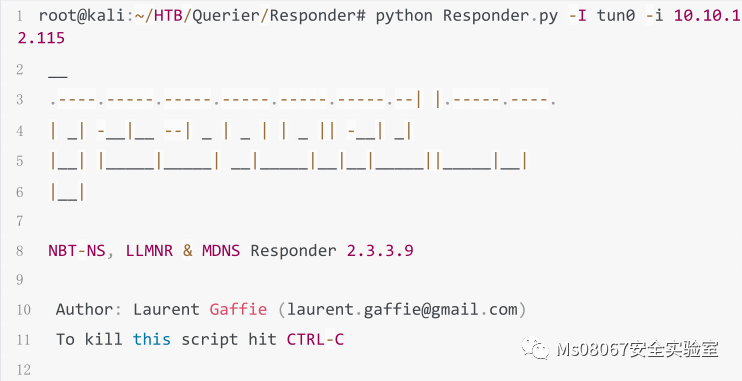 1 root@kali:~/HTB/Querier/Responder# python Responder.py -I tun0 -i 10.10.1
2.115
2 __
3 .----.-----.-----.-----.-----.-----.--| |.-----.----.
4 | _| -__|__ --| _ | _ | | _ || -__| _|
5 |__| |_____|_____| __|_____|__|__|_____||_____|__|
6 |__|
7
8 NBT-NS, LLMNR & MDNS Responder 2.3.3.9
9
10 Author: Laurent Gaffie (laurent.gaffie@gmail.com)
11 To kill this script hit CTRL-C
12
Ms08067安全实验室